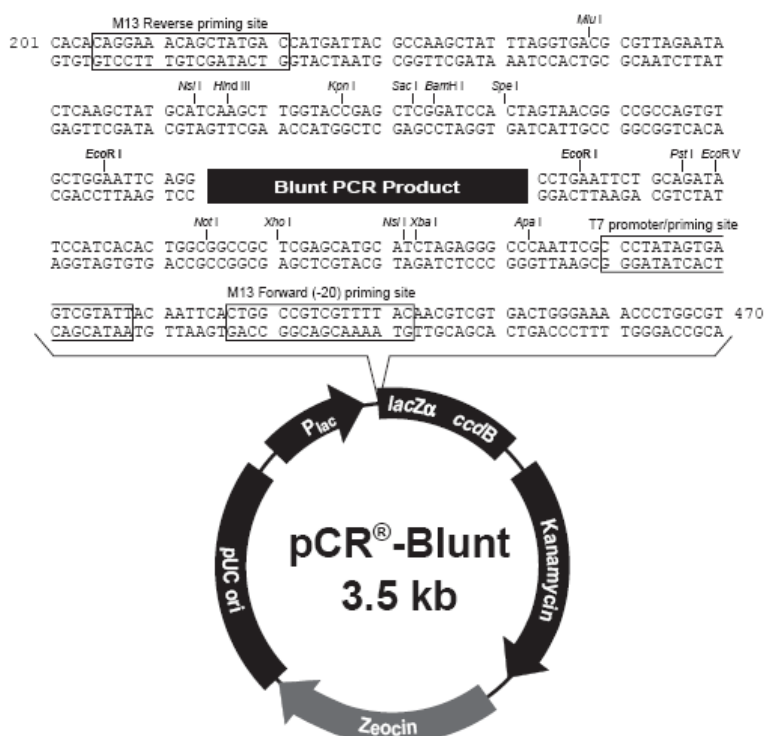 M13 Reverse priming site
Mlu I
201 CACACAGGAA ACAGCTATGAC CATGATTAC GCCAAGCTAT TTAGGTGACG CGTTAGAATA
GTGTGTCCTT TGTCGATACTG GTACTAATG CGGTTCGATA AATCCACTGC GCAATCTTAT
Nsi I Hind III Kpn I Sac I BamH I Spe I
CTCAAGCTAT GCATCAAGCT TGGTACCGAG CTCGGATCCA CTAGTAACGG CCGCCAGTGT
GAGTTCGATA CGTAGTTCGA ACCATGGCTC GAGCCTAGGT GATCATTGCC GGCGGTCACA
EcoR I EcoR I Pst I EcoR V
GCTGGAATTC AGG Blunt PCR Product CCTGAATTCT GCAGATA
CGACCTTAAG TCC GGACTTAAGA CGTCTAT
Not I Xho I Nsi I Xba I Apa I T7 promoter/priming site
TCCATCACAC TGGCGGCCGC TCGAGCATGC ATCTAGAGGG CCCAATTCGC CCTATAGTGA
AGGTAGTGTG ACCGCCGGCG AGCTCGTACG TAGATCTCCC GGGTTAAGCG GGATATCACT
M13 Forward (-20) priming site
GTCGTATTAC AATTCACTGG CCGTCGTTTT ACAACGTCGT GACTGGGAAA ACCCTGGCGT 470
CAGCATAATG TTAAGTGACC GGCAGCAAAA TGTTGCAGCA CTGACCCTTT TGGGACCGCA
Plac lacZα ccdB
Kanamycin
pUC ori
pCR®-Blunt
3.5 kb
Zeocin